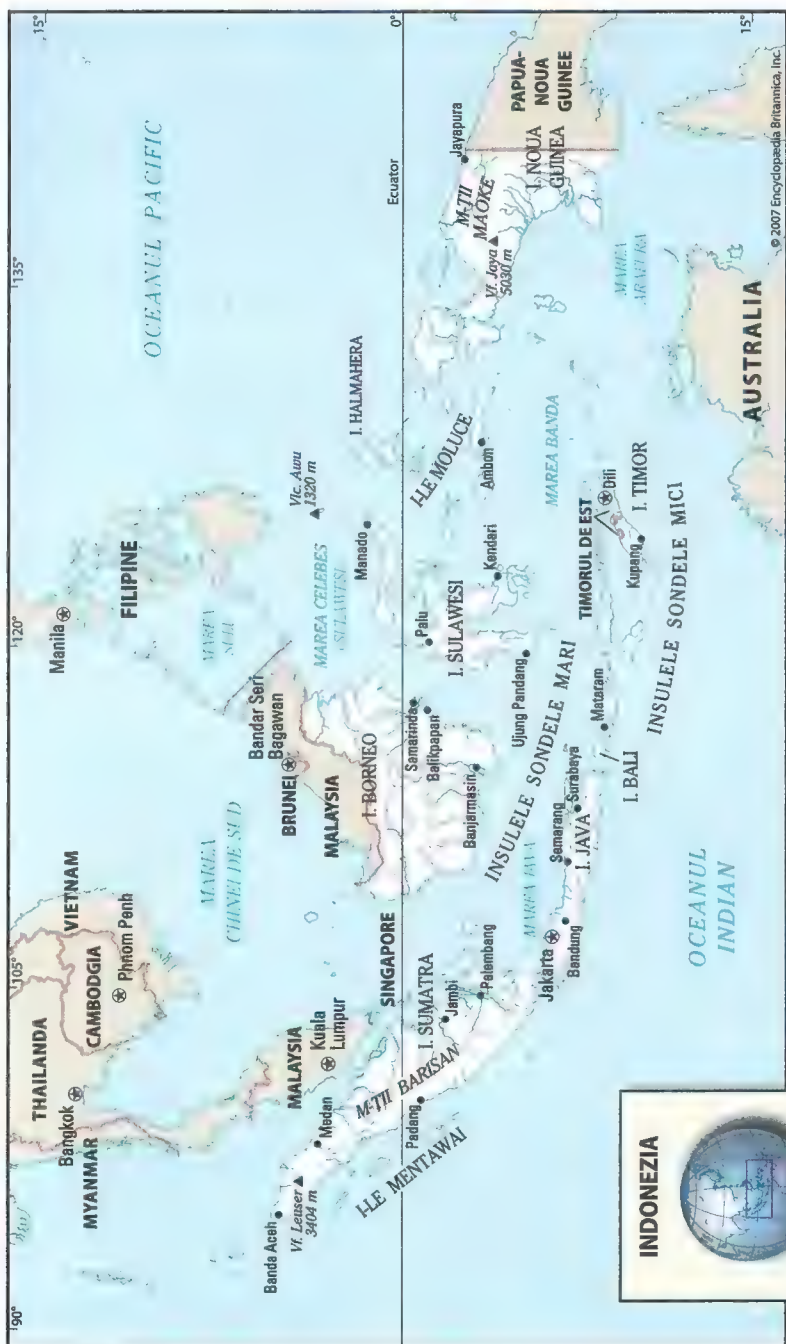 90°
105°
120°
135°
15°
THAILANDA
Bangkok
MYANMAR
VIETNAM
CAMBODGIA
Phnom Penh
MAREA
CHINEI DE SUD
Manila
FILIPINE
OCEANUL PACIFIC
MAREA
Bandar Seri
Bagawan
BRUNEI
MALAYSIA
I. BORNEO
MAREA CELEBES
SULAWESI
Vlc. Awu
1320 m
Manado
I. HALMAHERA
Ecuator
0°
Banda Aceh
Vf. Leuser
3404 m
Medan
MALAYSIA
Kuala
Lumpur
SINGAPORE
M-ȚII BARISAN
I-LE MENTAWAI
Padang
I. SUMATRA
Jambi
Palembang
Samarinda
Balikpapan
Banjarmasin
Palu
I. SULAWESI
Kendari
Ujung Pandang
I-LE MOLUCE
Ambon
Jayapura
M-ȚII
MAOKE
Vf. Jaya
5030 m
I. NOUA
GUINEA
PAPUA-
NOUA
GUINEE
INSULELE SONDELE MARI
MAREA JAVA
MAREA BANDA
MAREA
ARAFURA
Jakarta
Bandung
Semarang
I. JAVA
Surabaya
I. BALI
Mataram
TIMORUL DE EST
Dili
I. TIMOR
Kupang
INSULELE SONDELE MICI
OCEANUL
INDIAN
AUSTRALIA
15°
INDONEZIA
© 2007 Encyclopædia Britannica, Inc.